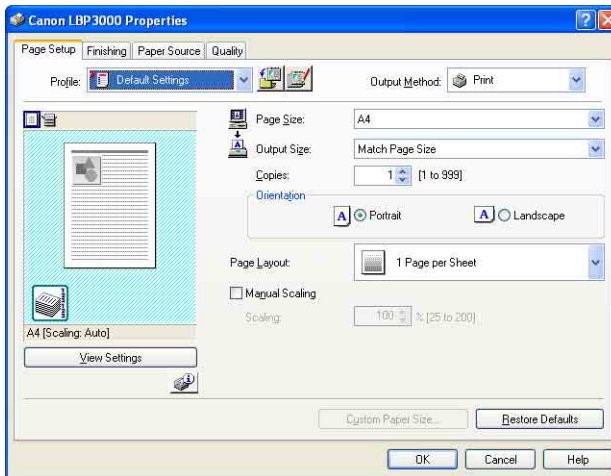 Canon LBP3000 Properties
Page Setup Finishing Paper Source Quality
Profile: Default Settings Output Method: Print
Page Size: A4
Output Size: Match Page Size
Copies: 1 [1 to 999]
Orientation
A Portrait A Landscape
Page Layout: 1 Page per Sheet
Manual Scaling
Scaling: 100 % [25 to 200]
A4 [Scaling: Auto]
View Settings
Custom Paper Size... Restore Defaults
OK Cancel Help